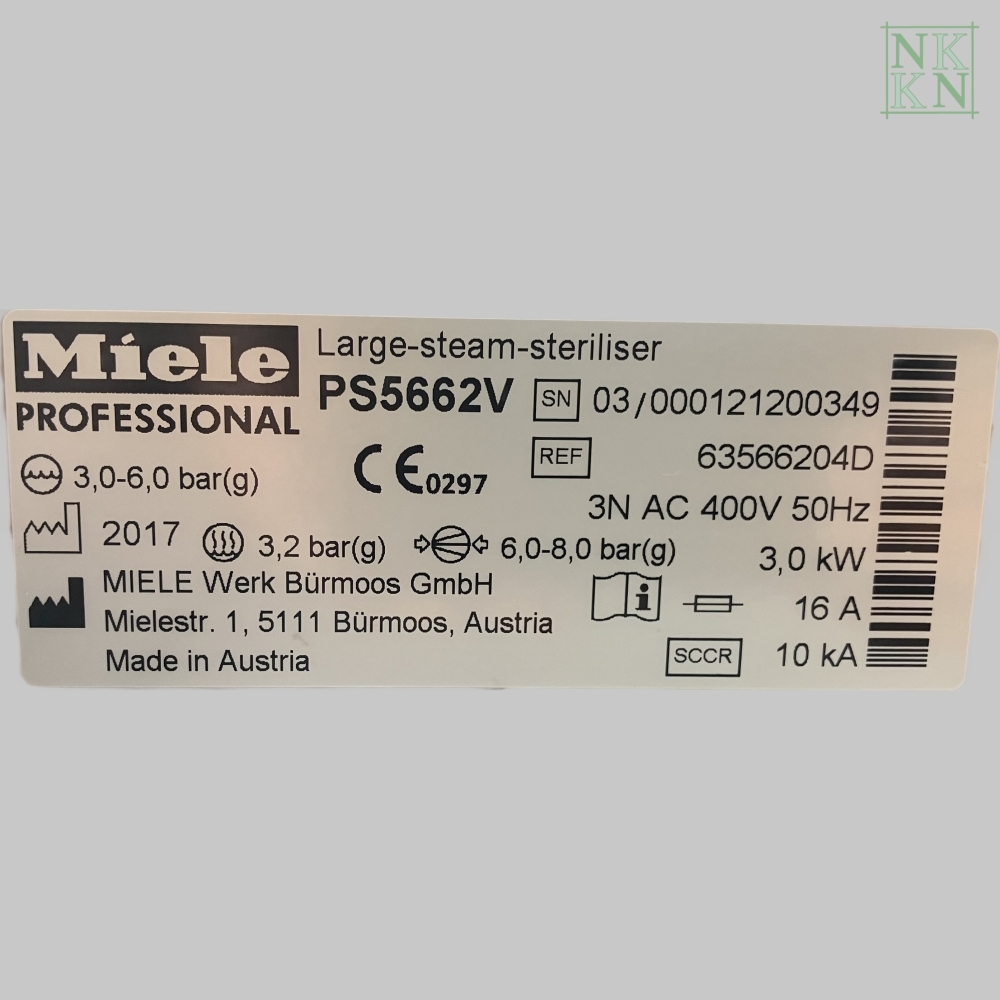 NK
KN
Miele
PROFESSIONAL
Large-steam-steriliser
PS5662V SN 03/000121200349
REF 63566204D
3,0-6,0 bar(g) CE0297
3N AC 400V 50Hz
2017 3,2 bar(g) 6,0-8,0 bar(g) 3,0 kW
MIELE Werk Bürmoos GmbH
Mielestr. 1, 5111 Bürmoos, Austria
i 16 A
Made in Austria
SCCR 10 kA